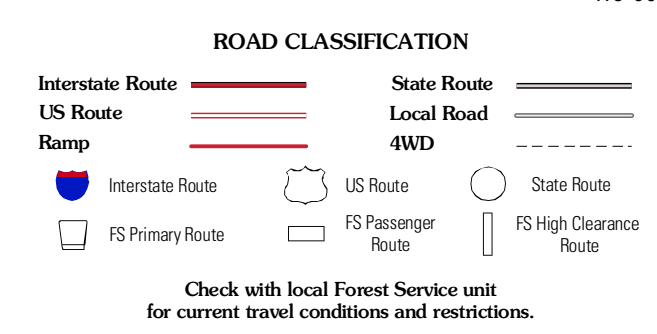 ROAD CLASSIFICATION
Interstate Route
State Route
US Route
Local Road
Ramp
4WD
Interstate Route
US Route
State Route
FS Primary Route
FS Passenger
Route
FS High Clearance
Route
Check with local Forest Service unit
for current travel conditions and restrictions.